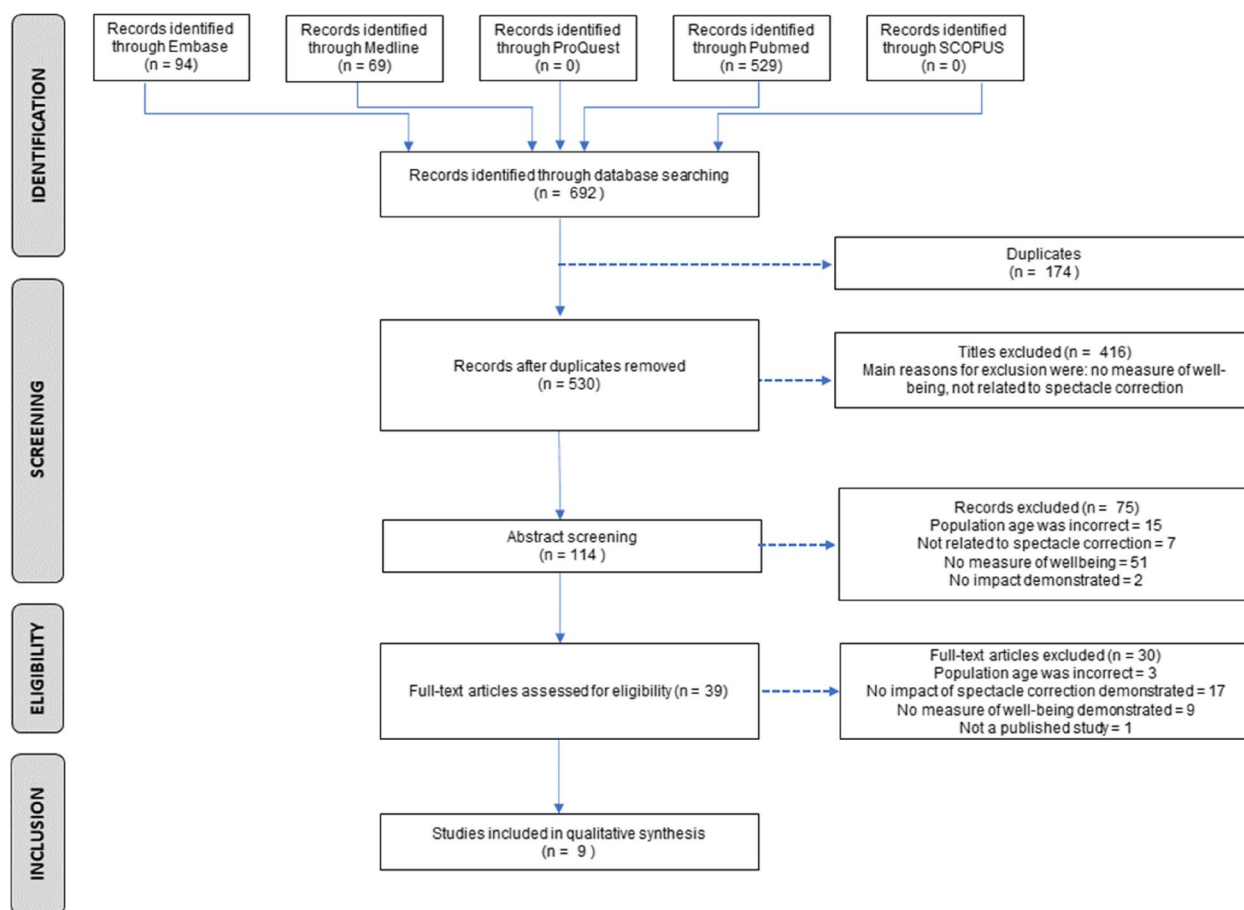 IDENTIFICATION
Records identified
through Embase
(n = 94)
Records identified
through Medline
(n = 69)
Records identified
through ProQuest
(n = 0)
Records identified
through Pubmed
(n = 529)
Records identified
through SCOPUS
(n = 0)
Records identified through database searching
(n = 692 )
Duplicates
(n = 174)
SCREENING
Records after duplicates removed
(n = 530)
Titles excluded (n = 416)
Main reasons for exclusion were: no measure of well-
being, not related to spectacle correction
Abstract screening
(n = 114 )
Records excluded (n = 75)
Population age was incorrect = 15
Not related to spectacle correction = 7
No measure of wellbeing = 51
No impact demonstrated = 2
ELIGIBILITY
Full-text articles assessed for eligibility (n = 39)
Full-text articles excluded (n = 30)
Population age was incorrect = 3
No impact of spectacle correction demonstrated = 17
No measure of well-being demonstrated = 9
Not a published study = 1
INCLUSION
Studies included in qualitative synthesis
(n = 9 )